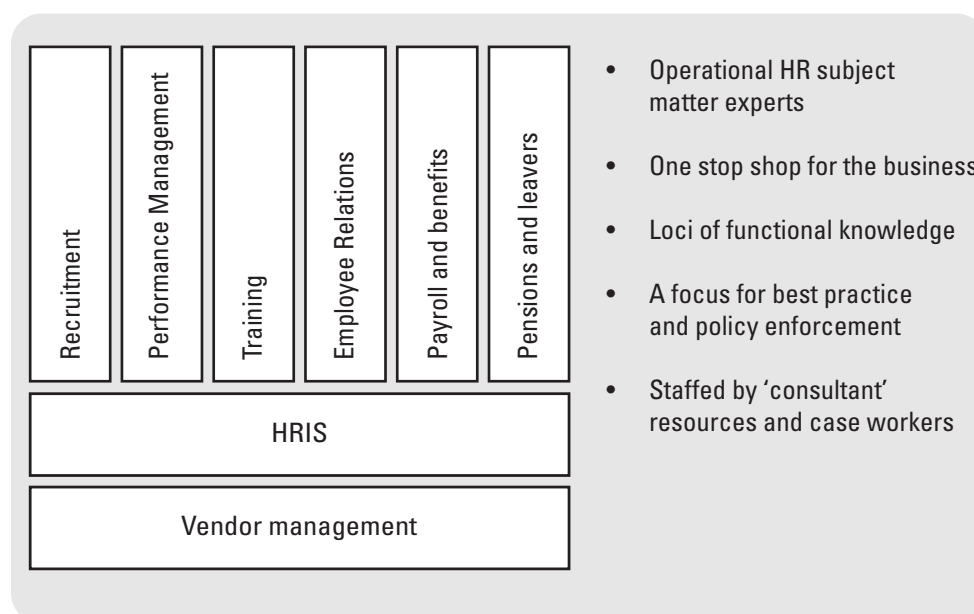 Recruitment
Performance Management
Training
Employee Relations
Payroll and benefits
Pensions and leavers
HRIS
Vendor management
• Operational HR subject
matter experts
• One stop shop for the business
• Loci of functional knowledge
• A focus for best practice
and policy enforcement
• Staffed by ‘consultant’
resources and case workers